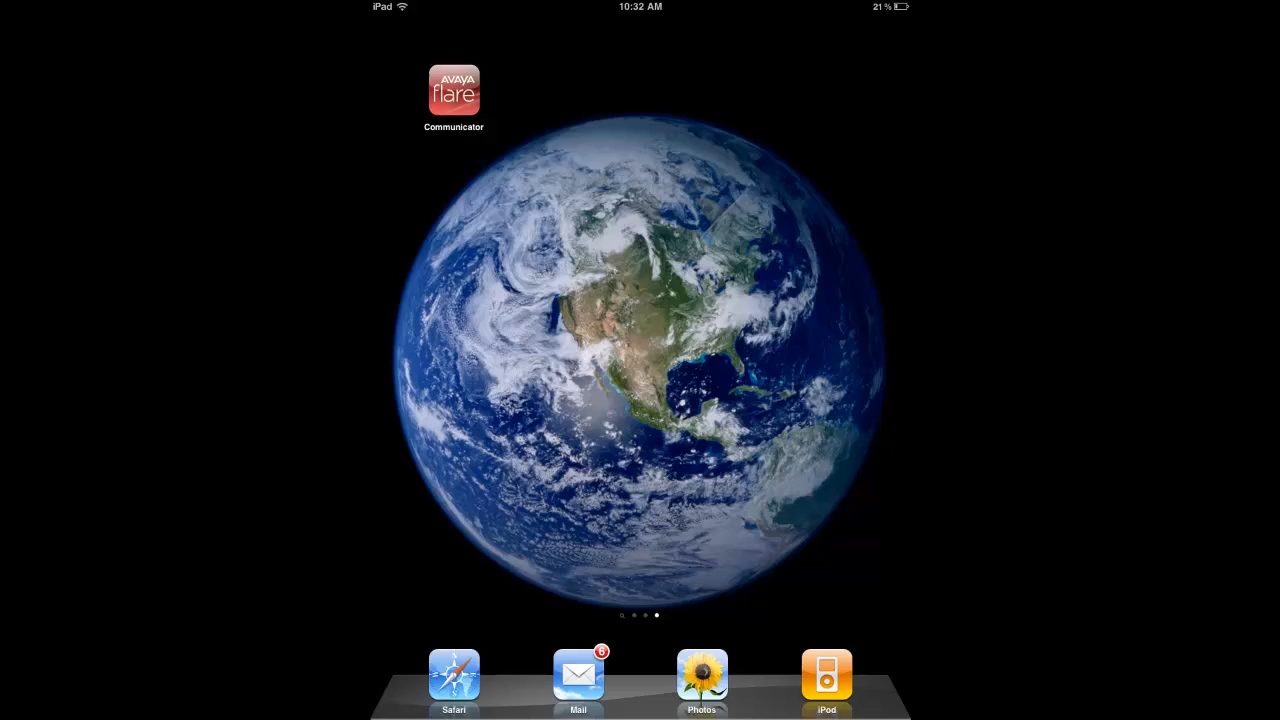 iPad 10:32 AM 21 %
AVAYA
flare
Communicator
6
Safari Mail Photos iPod